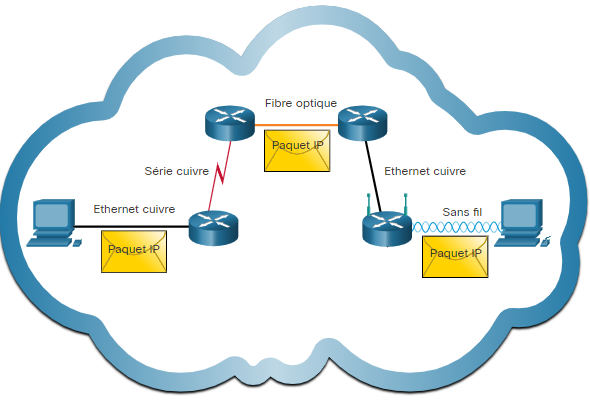 Fibre optique
Paquet IP
Série cuivre
Ethernet cuivre
Ethernet cuivre
Sans fil
Paquet IP
Paquet IP